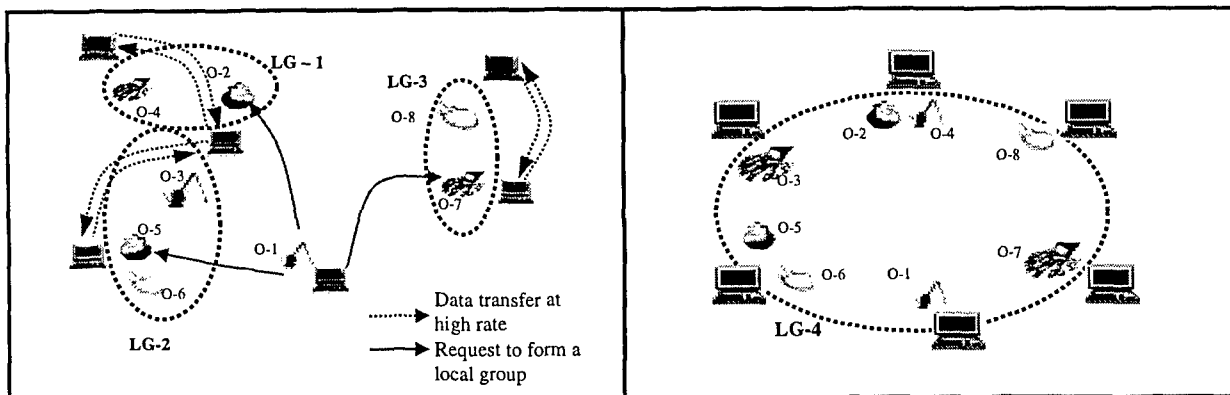 O-2
LG ~ 1
O-4
LG-3
O-8
O-3
O-7
O-5
O-1
O-6
LG-2
Data transfer at
high rate
Request to form a
local group
O-2
O-4
O-8
O-3
O-5
O-7
O-6
O-1
LG-4